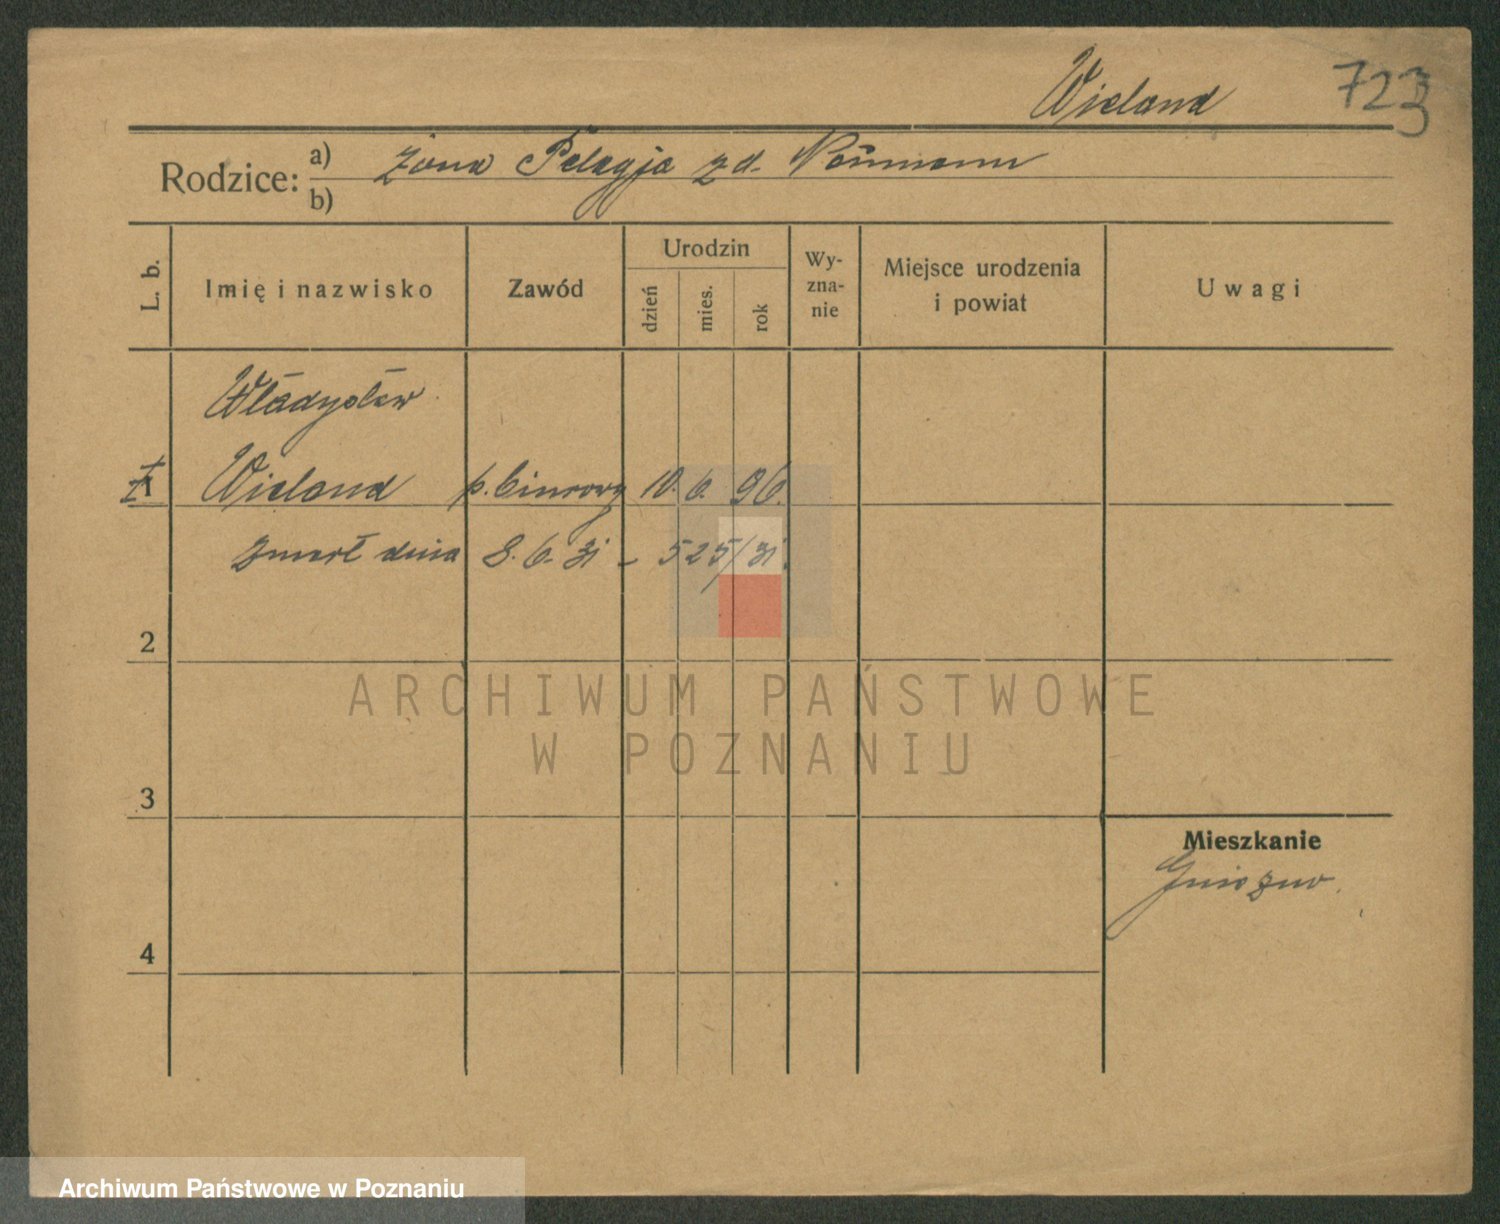 Wieland 723
Rodzice: a) żona Pelagja zd. Neumann
b)
L. b. Imię i nazwisko Zawód Urodzin dzień mies. rok Wy-zna-nie Miejsce urodzenia i powiat Uwagi
Władysław
1 Wieland 10. 6. 96.
zmarł dnia 8. 6. 31 – 525/31.
2
ARCHIWUM PAŃSTWOWE
W POZNANIU
3
Mieszkanie
Gniezno.
4
Archiwum Państwowe w Poznaniu